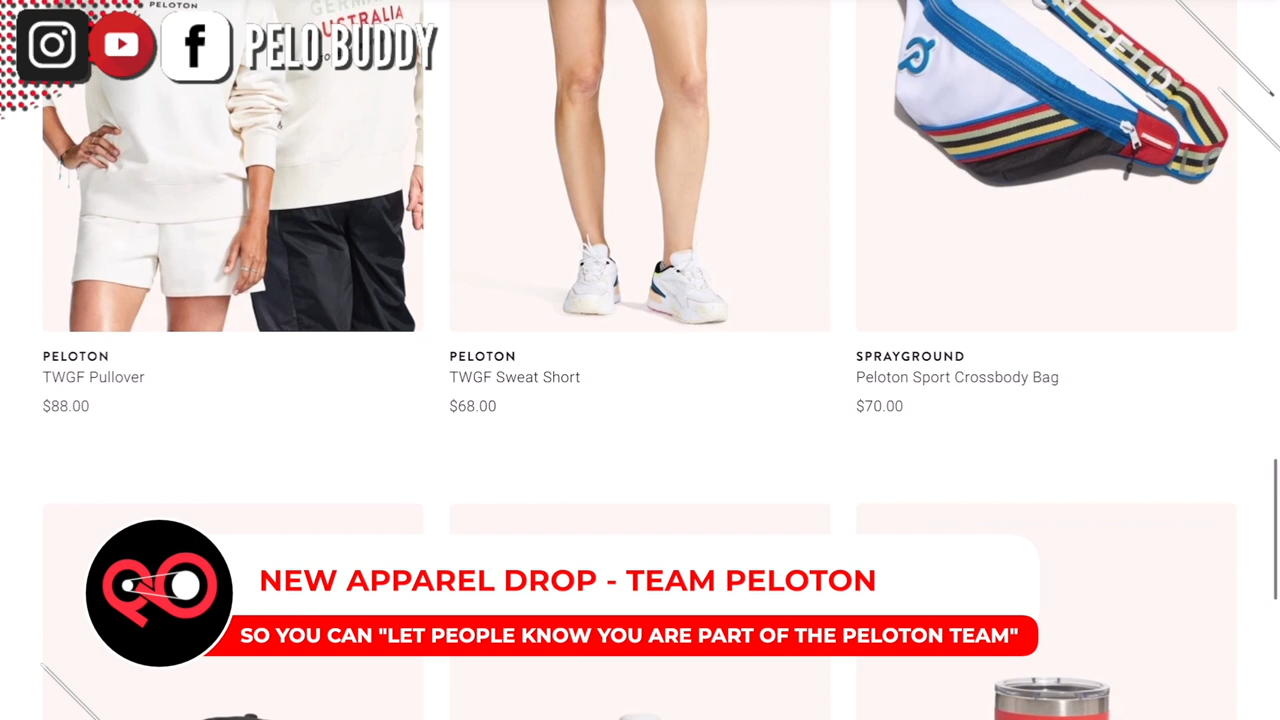 PELOTON
GERMA
AUSTRALIA
PELO BUDDY
PELO
PELOTON
TWGF Pullover
$88.00
PELOTON
TWGF Sweat Short
$68.00
SPRAYGROUND
Peloton Sport Crossbody Bag
$70.00
NEW APPAREL DROP - TEAM PELOTON
SO YOU CAN "LET PEOPLE KNOW YOU ARE PART OF THE PELOTON TEAM"